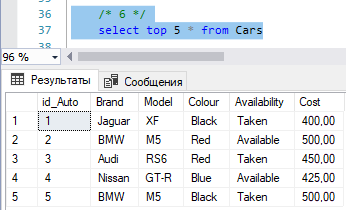 36 /* 6 */
37 select top 5 * from Cars
96 %
Результаты Сообщения
id_Auto Brand Model Colour Availability Cost
1 1 Jaguar XF Black Taken 400,00
2 2 BMW M5 Red Available 500,00
3 3 Audi RS6 Red Taken 450,00
4 4 Nissan GT-R Blue Available 425,00
5 5 BMW M5 Black Taken 500,00